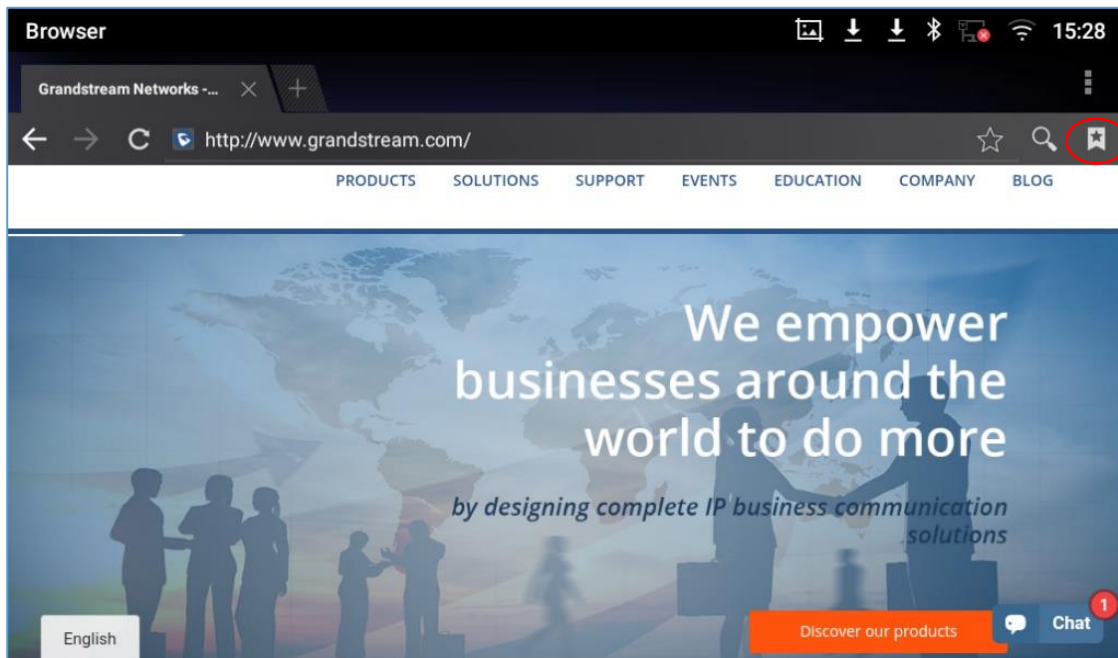 Browser
15:28
Grandstream Networks -...
http://www.grandstream.com/
PRODUCTS SOLUTIONS SUPPORT EVENTS EDUCATION COMPANY BLOG
We empower
businesses around the
world to do more
by designing complete IP business communication
solutions
English
Discover our products
Chat
1